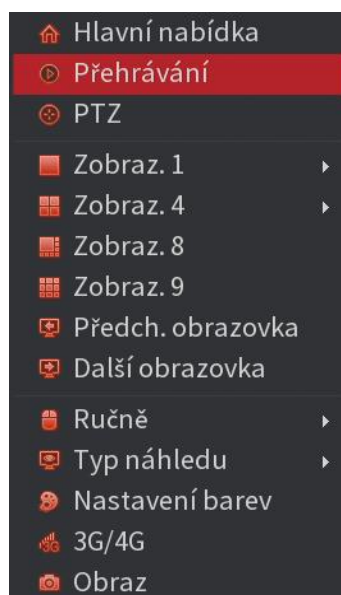 Hlavní nabídka
Přehrávání
PTZ
Zobraz. 1
Zobraz. 4
Zobraz. 8
Zobraz. 9
Předch. obrazovka
Další obrazovka
Ručně
Typ náhledu
Nastavení barev
3G 3G/4G
Obraz